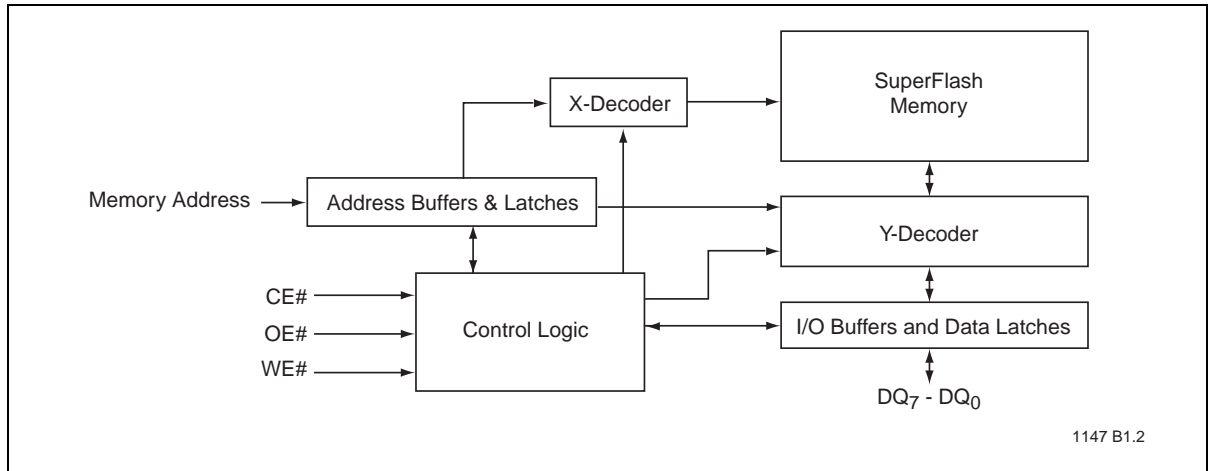 SuperFlash
Memory
X-Decoder
Memory Address
Address Buffers & Latches
Y-Decoder
CE#
OE#
WE#
Control Logic
I/O Buffers and Data Latches
DQ7 - DQ0
1147 B1.2